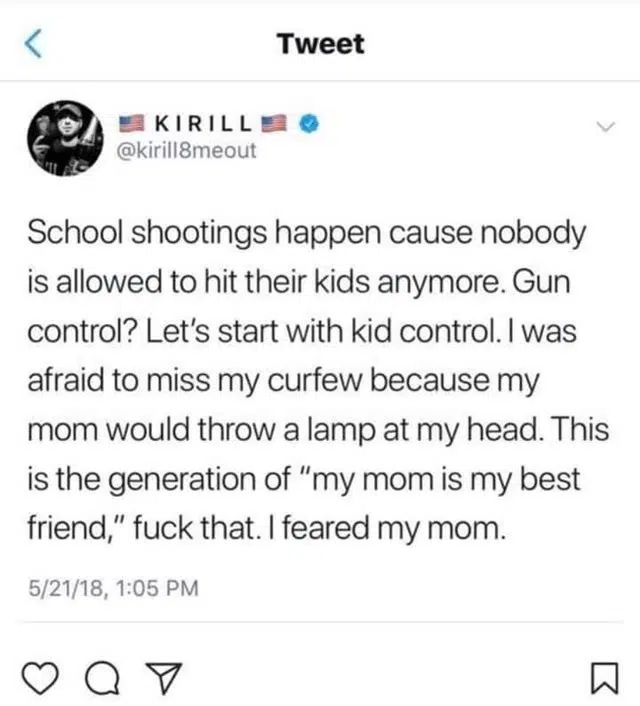 Tweet
🇺🇸 KIRILL 🇺🇸
@kirill8meout
School shootings happen cause nobody
is allowed to hit their kids anymore. Gun
control? Let's start with kid control. I was
afraid to miss my curfew because my
mom would throw a lamp at my head. This
is the generation of "my mom is my best
friend," fuck that. I feared my mom.
5/21/18, 1:05 PM